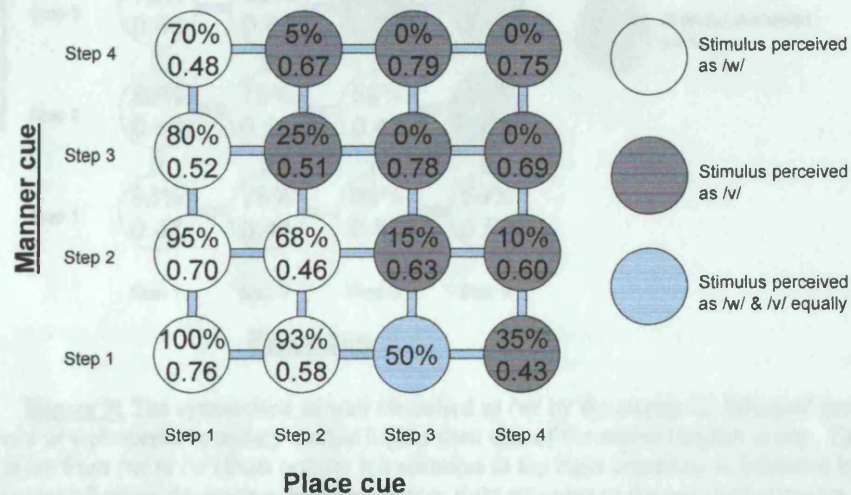 Manner cue
Step 4
70% 5% 0% 0%
0.48 0.67 0.79 0.75
Step 3
80% 25% 0% 0%
0.52 0.51 0.78 0.69
Step 2
95% 68% 15% 10%
0.70 0.46 0.63 0.60
Step 1
100% 93% 50% 35%
0.76 0.58 0.43
Step 1 Step 2 Step 3 Step 4
Place cue
Stimulus perceived
as /w/
Stimulus perceived
as /v/
Stimulus perceived
as /w/ & /v/ equally